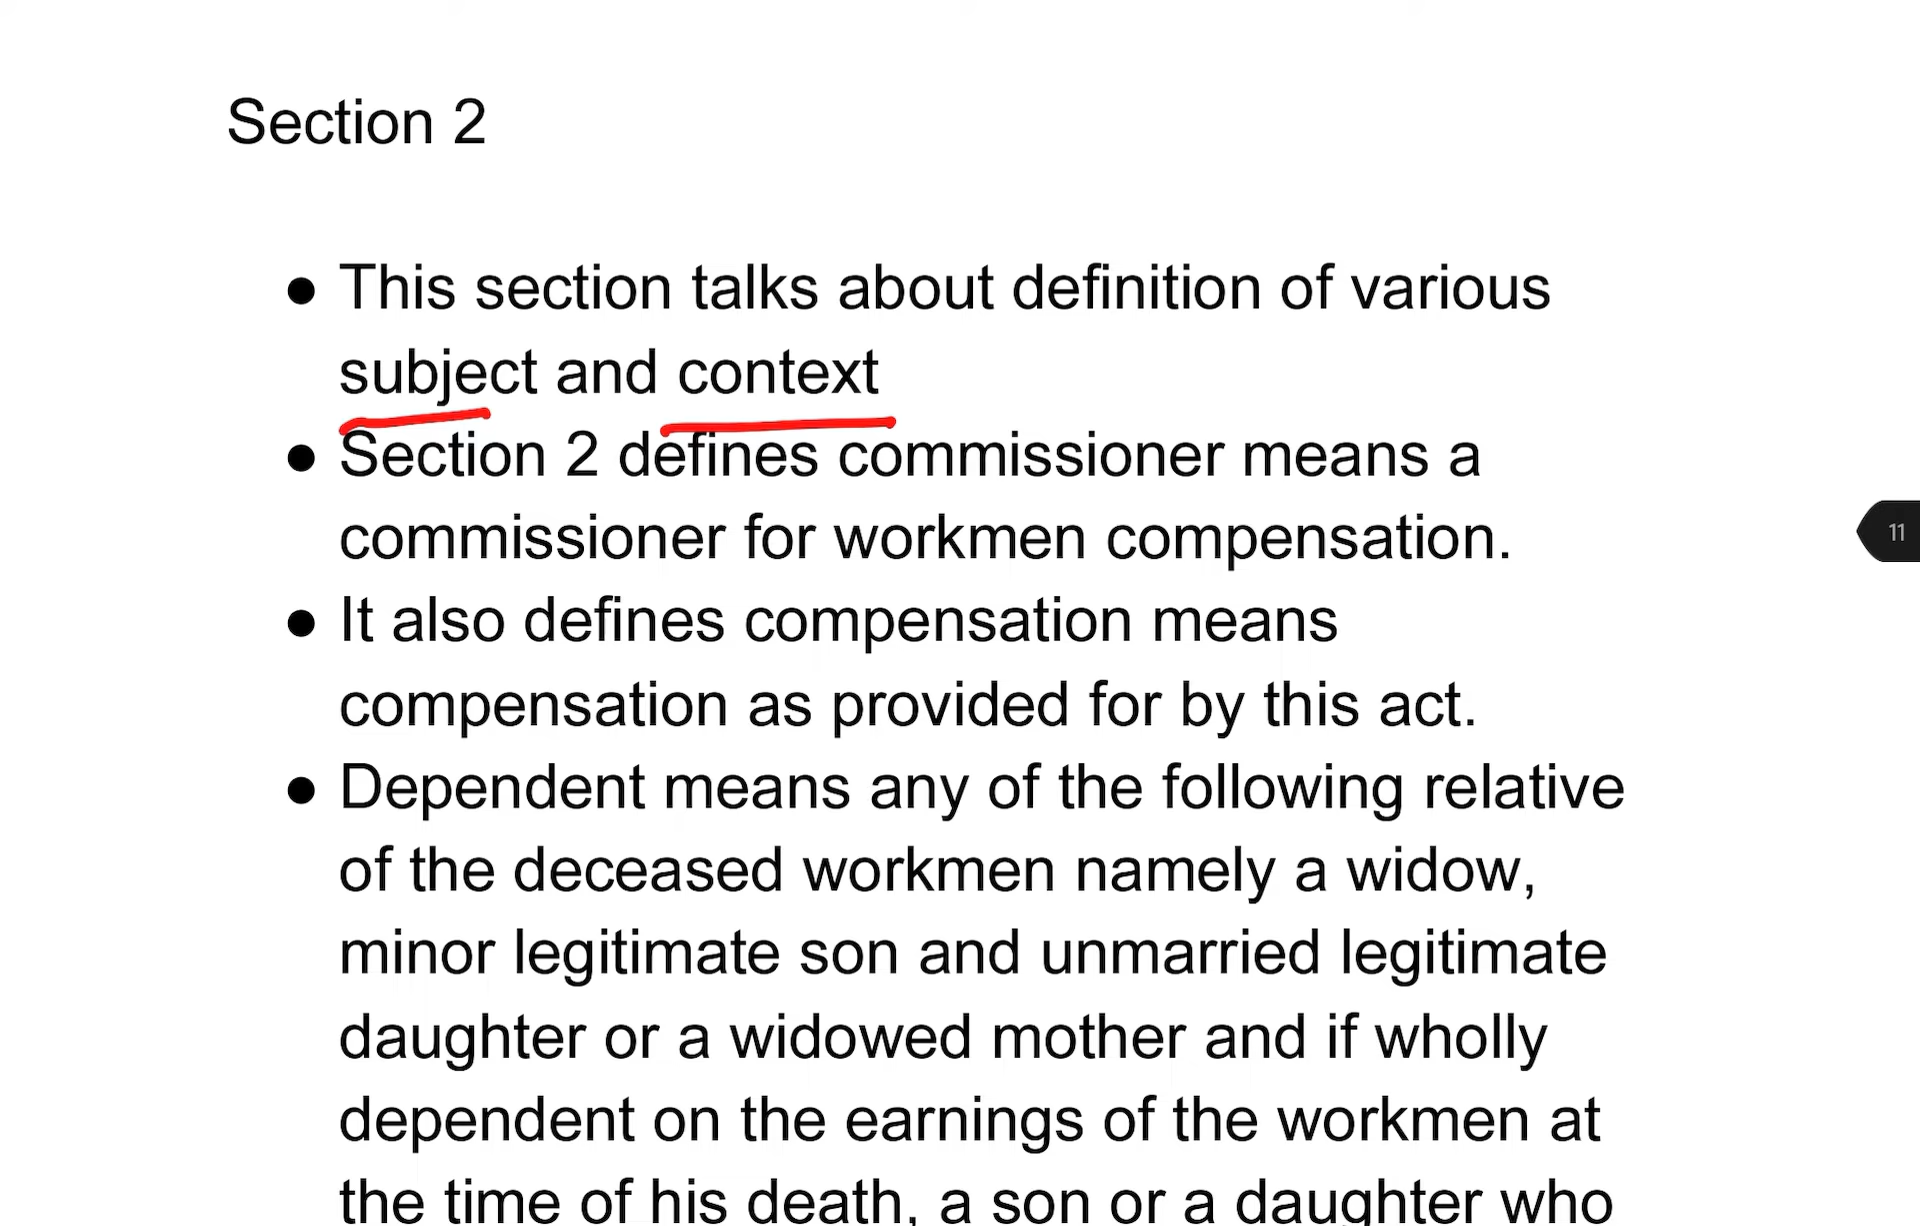 Section 2
● This section talks about definition of various
subject and context
● Section 2 defines commissioner means a
commissioner for workmen compensation.
● It also defines compensation means
compensation as provided for by this act.
● Dependent means any of the following relative
of the deceased workmen namely a widow,
minor legitimate son and unmarried legitimate
daughter or a widowed mother and if wholly
dependent on the earnings of the workmen at
the time of his death, a son or a daughter who
11